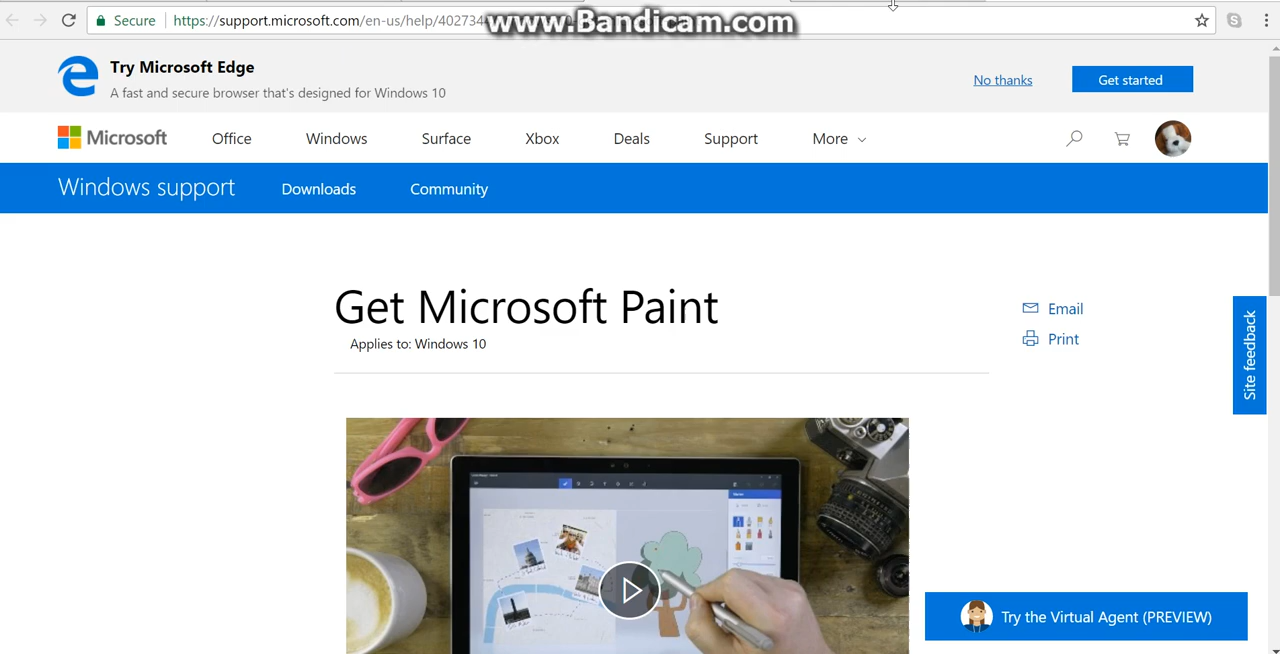 Secure
https://support.microsoft.com/en-us/help/40273
www.Bandicam.com
Try Microsoft Edge
A fast and secure browser that's designed for Windows 10
No thanks
Get started
Microsoft
Office
Windows
Surface
Xbox
Deals
Support
More
Windows support
Downloads
Community
Get Microsoft Paint
Applies to: Windows 10
Email
Print
Site feedback
Try the Virtual Agent (PREVIEW)